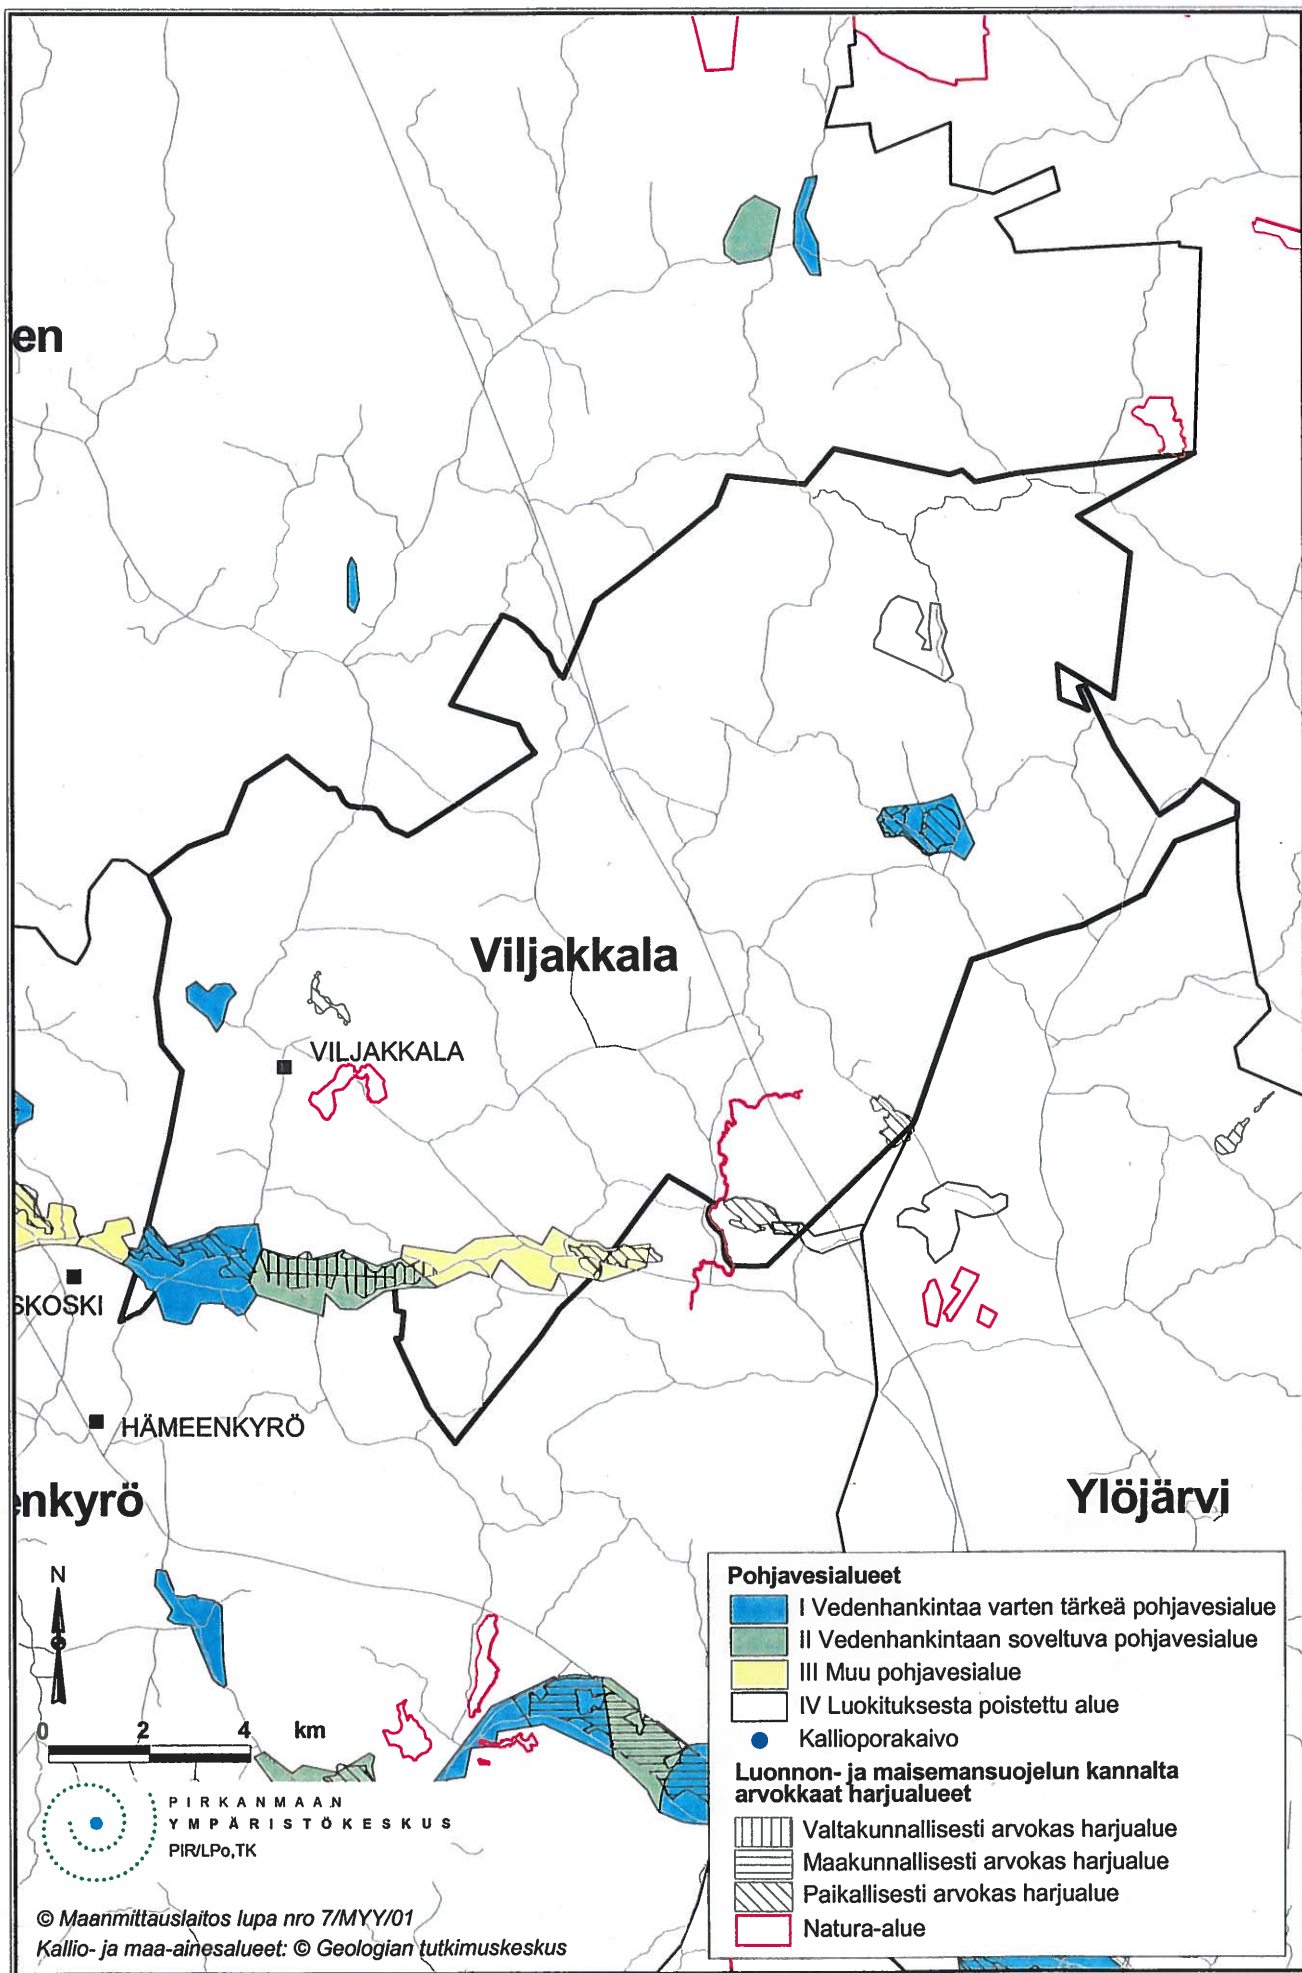 en
Viljakkala
VILJAKKALA
SKOSKI
HÄMEENKYRÖ
enkyrö
Ylöjärvi
N
0 2 4 km
PIRKANMAAN
YMPÄRISTÖKESKUS
PIR/LPo,TK
© Maanmittauslaitos lupa nro 7/MYY/01
Kallio- ja maa-ainesalueet: © Geologian tutkimuskeskus
Pohjavesialueet
I Vedenhankintaa varten tärkeä pohjavesialue
II Vedenhankintaan soveltuva pohjavesialue
III Muu pohjavesialue
IV Luokituksesta poistettu alue
Kallioporakaivo
Luonnon- ja maisemansuojelun kannalta
arvokkaat harjualueet
Valtakunnallisesti arvokas harjualue
Maakunnallisesti arvokas harjualue
Paikallisesti arvokas harjualue
Natura-alue